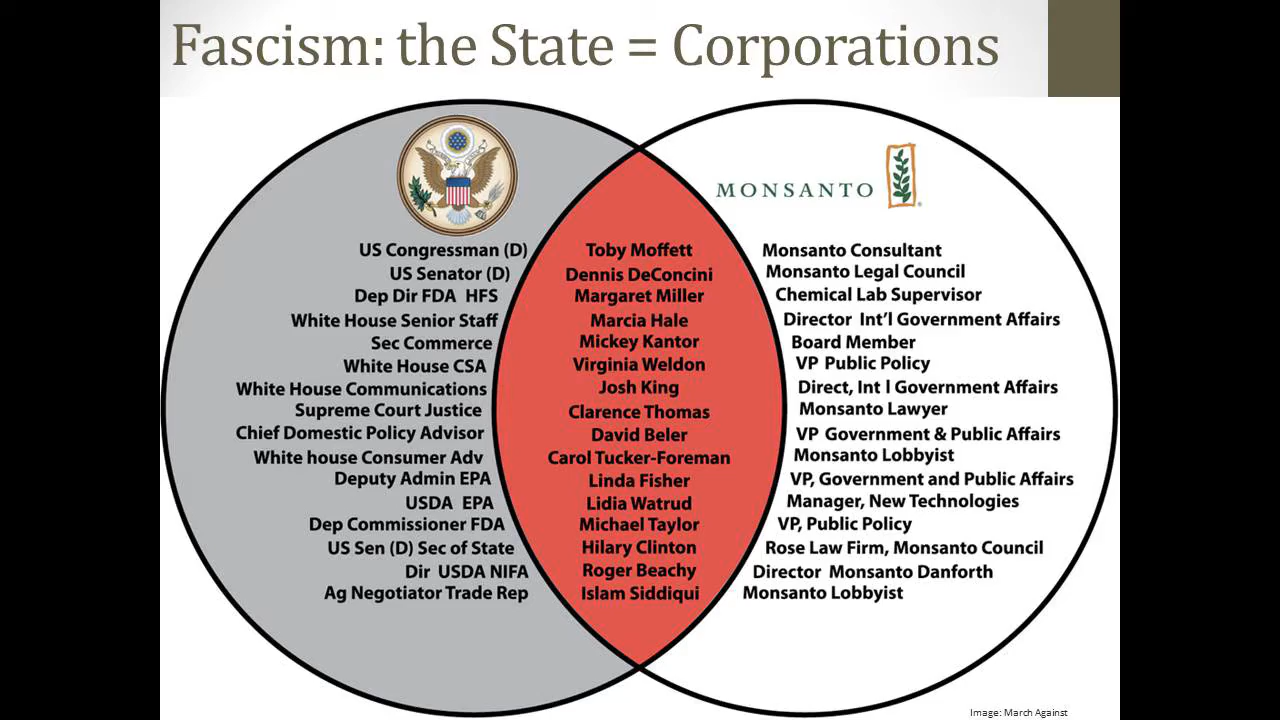 Fascism: the State = Corporations
MONSANTO
US Congressman (D) Toby Moffett Monsanto Consultant
US Senator (D) Dennis DeConcini Monsanto Legal Council
Dep Dir FDA HFS Margaret Miller Chemical Lab Supervisor
White House Senior Staff Marcia Hale Director Int'l Government Affairs
Sec Commerce Mickey Kantor Board Member
White House CSA Virginia Weldon VP Public Policy
White House Communications Josh King Direct, Int l Government Affairs
Supreme Court Justice Clarence Thomas Monsanto Lawyer
Chief Domestic Policy Advisor David Beler VP Government & Public Affairs
White house Consumer Adv Carol Tucker-Foreman Monsanto Lobbyist
Deputy Admin EPA Linda Fisher VP, Government and Public Affairs
USDA EPA Lidia Watrud Manager, New Technologies
Dep Commissioner FDA Michael Taylor VP, Public Policy
US Sen (D) Sec of State Hilary Clinton Rose Law Firm, Monsanto Council
Dir USDA NIFA Roger Beachy Director Monsanto Danforth
Ag Negotiator Trade Rep Islam Siddiqui Monsanto Lobbyist
Image: March Against